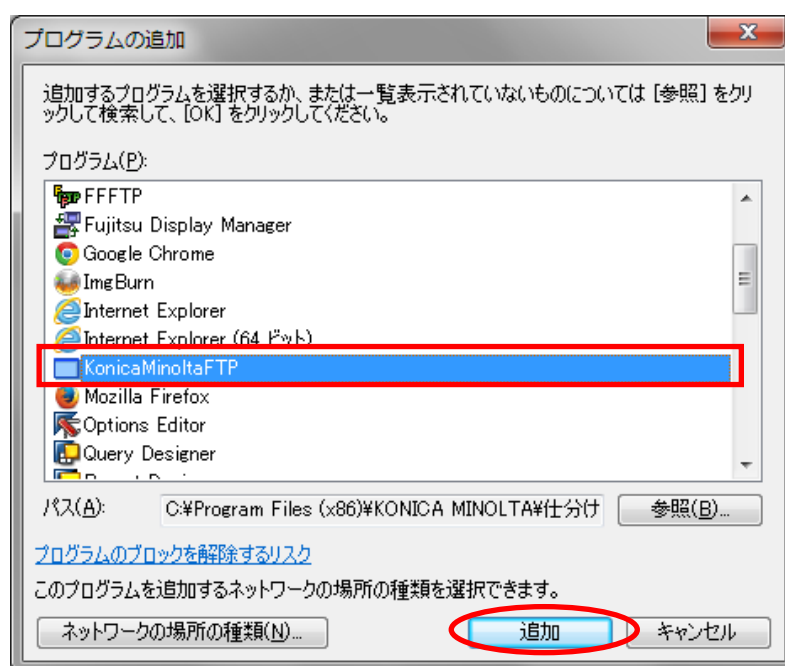 プログラムの追加
追加するプログラムを選択するか、または一覧表示されていないものについては [参照] をクリ
ックして検索して、[OK] をクリックしてください。
プログラム(P):
FFFTP
Fujitsu Display Manager
Google Chrome
ImgBurn
Internet Explorer
Internet Explorer (64 ビット)
KonicaMinoltaFTP
Mozilla Firefox
Options Editor
Query Designer
パス(A):
C:¥Program Files (x86)¥KONICA MINOLTA¥仕分け
参照(B)...
プログラムのブロックを解除するリスク
このプログラムを追加するネットワークの場所の種類を選択できます。
ネットワークの場所の種類(N)...
追加
キャンセル